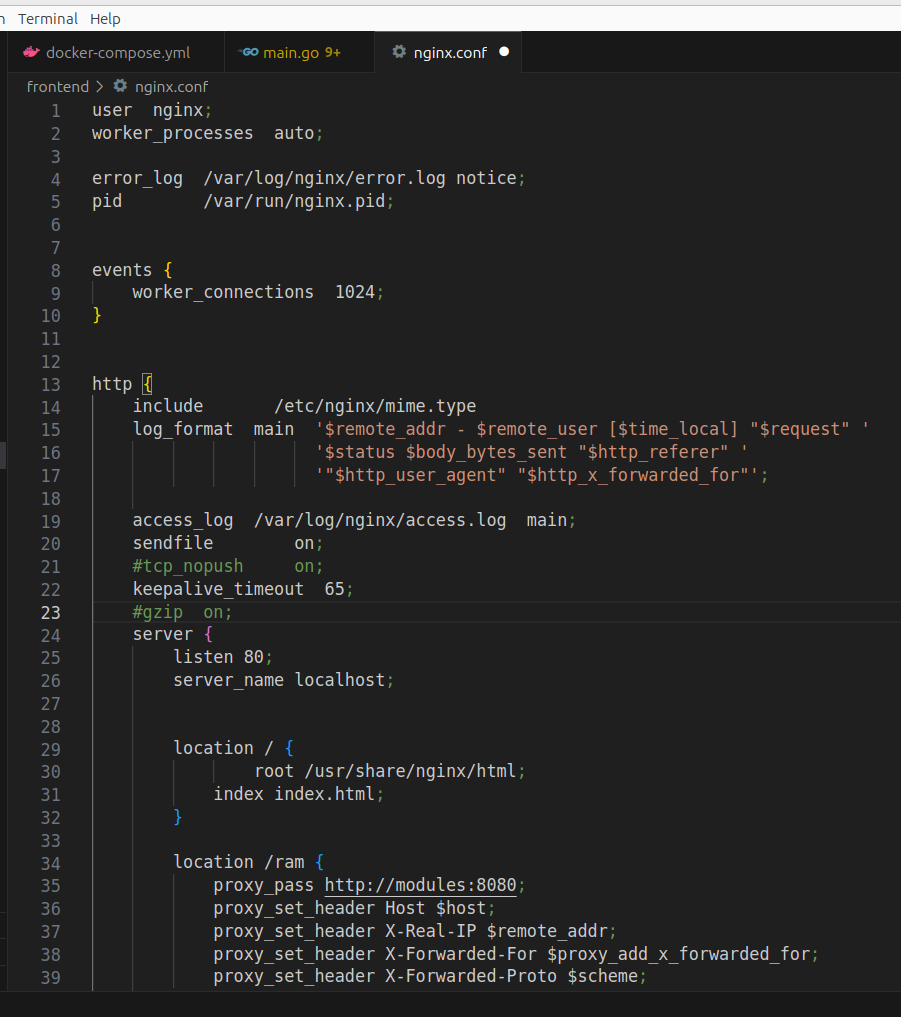 n Terminal Help
docker-compose.yml main.go 9+ nginx.conf
frontend > nginx.conf
1 user  nginx;
2 worker_processes  auto;
3
4 error_log  /var/log/nginx/error.log notice;
5 pid        /var/run/nginx.pid;
6
7
8 events {
9     worker_connections  1024;
10 }
11
12
13 http {
14     include       /etc/nginx/mime.type
15     log_format  main  '$remote_addr - $remote_user [$time_local] "$request" '
16                       '$status $body_bytes_sent "$http_referer" '
17                       '"$http_user_agent" "$http_x_forwarded_for"';
18
19     access_log  /var/log/nginx/access.log  main;
20     sendfile        on;
21     #tcp_nopush     on;
22     keepalive_timeout  65;
23     #gzip  on;
24     server {
25         listen 80;
26         server_name localhost;
27
28
29         location / {
30                 root /usr/share/nginx/html;
31             index index.html;
32         }
33
34         location /ram {
35             proxy_pass http://modules:8080;
36             proxy_set_header Host $host;
37             proxy_set_header X-Real-IP $remote_addr;
38             proxy_set_header X-Forwarded-For $proxy_add_x_forwarded_for;
39             proxy_set_header X-Forwarded-Proto $scheme;